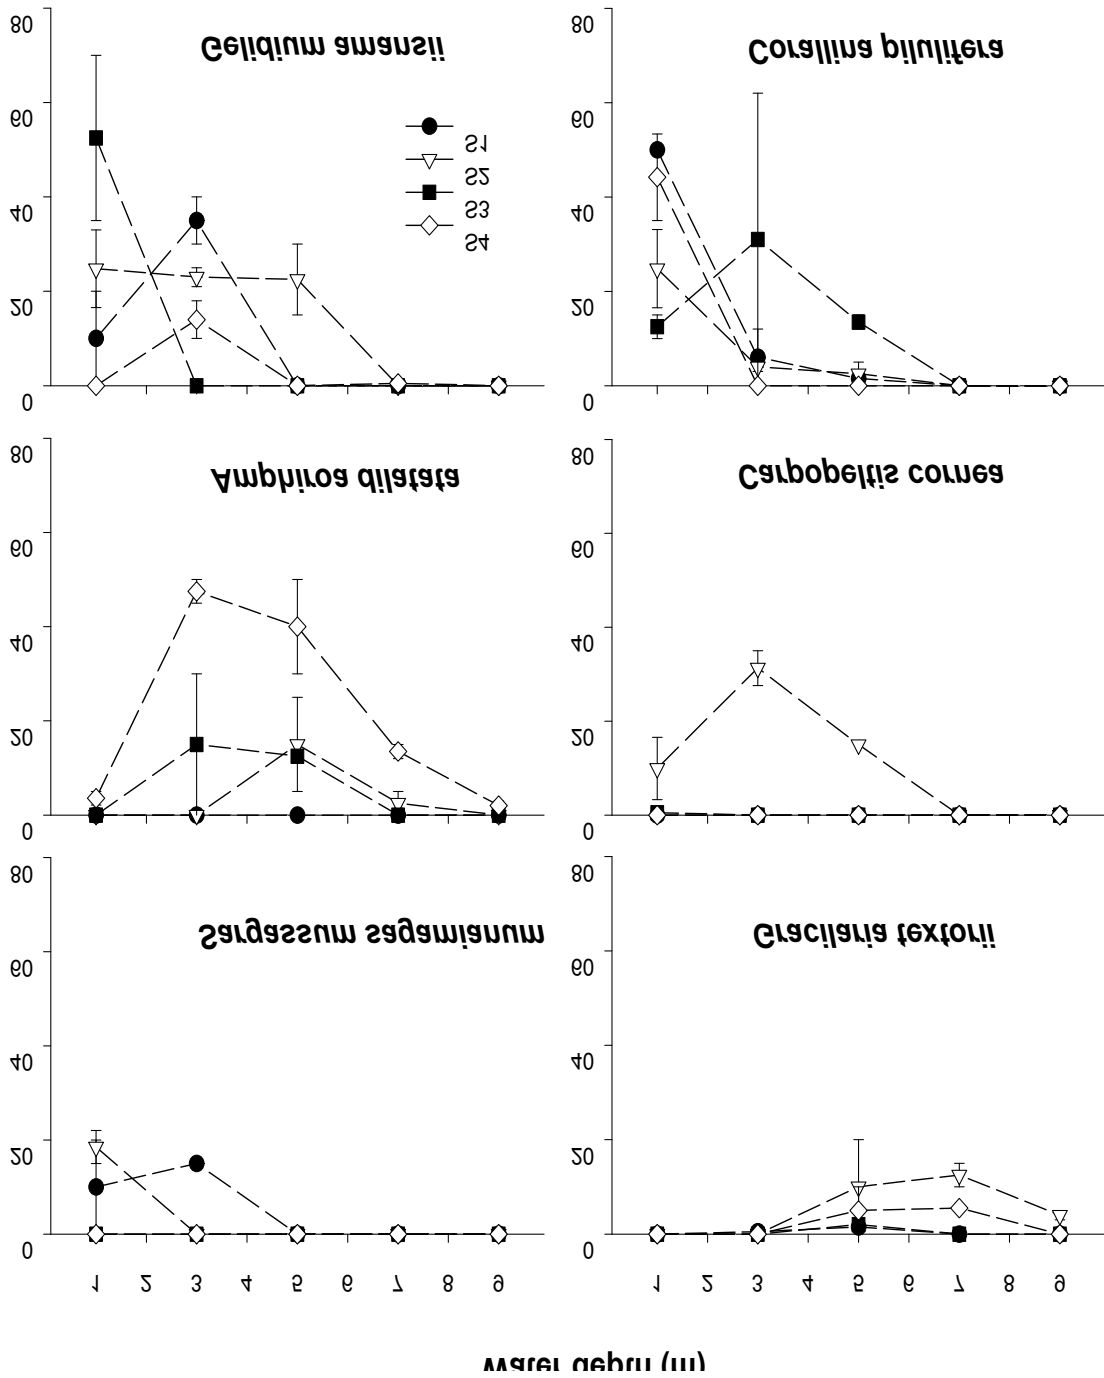 80
60
40
20
0
Gelidium amansii
S1
S2
S3
S4
80
60
40
20
0
Corallina pilulifera
80
60
40
20
0
Amphiroa dilatata
80
60
40
20
0
Carpopeltis cornea
80
60
40
20
0
Sargassum sagamianum
80
60
40
20
0
Gracilaria textorii
1 2 3 4 5 6 7 8 9
1 2 3 4 5 6 7 8 9
Water depth (m)